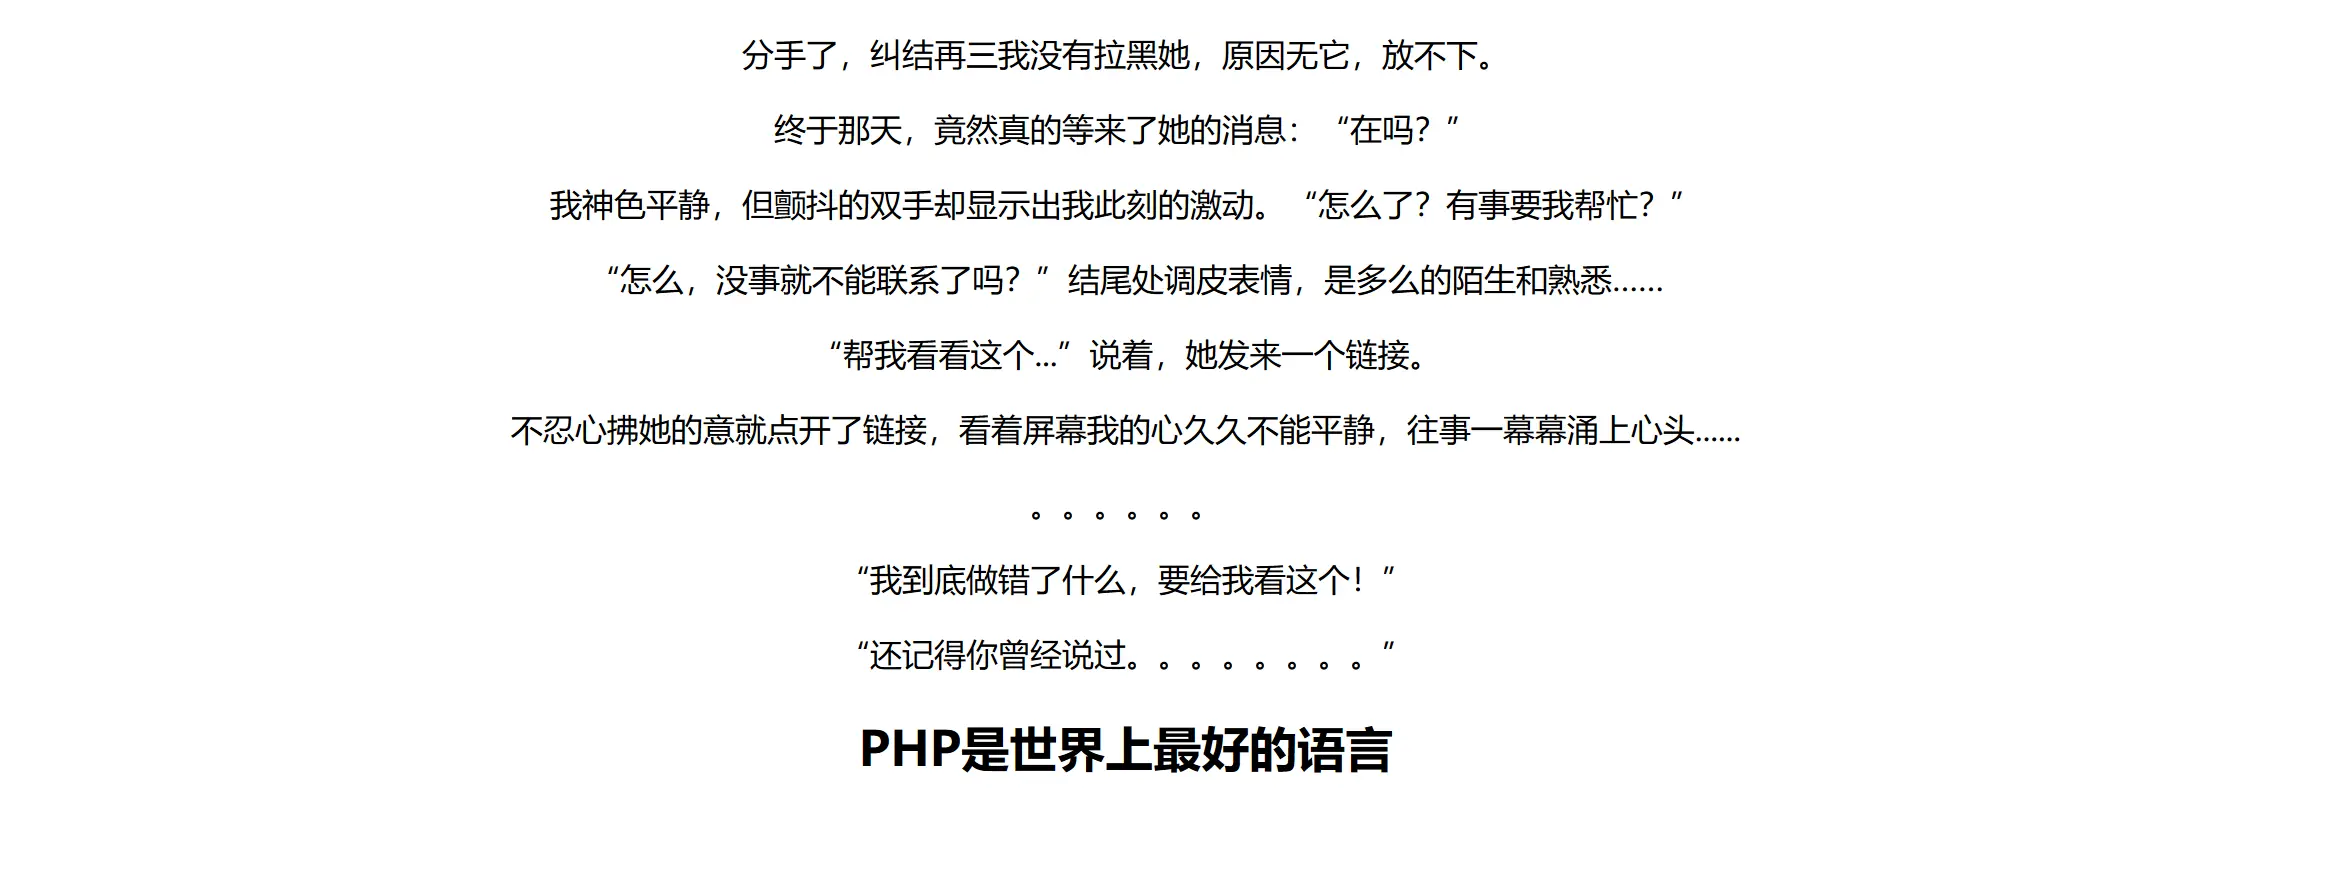 分手了，纠结再三我没有拉黑她，原因无它，放不下。
终于那天，竟然真的等来了她的消息：“在吗？”
我神色平静，但颤抖的双手却显示出我此刻的激动。“怎么了？有事要我帮忙？”
“怎么，没事就不能联系了吗？”结尾处调皮表情，是多么的陌生和熟悉……
“帮我看看这个...”说着，她发来一个链接。
不忍心拂她的意就点开了链接，看着屏幕我的心久久不能平静，往事一幕幕涌上心头......
。。。。。。
“我到底做错了什么，要给我看这个！”
“还记得你曾经说过。。。。。。。。”
PHP是世界上最好的语言